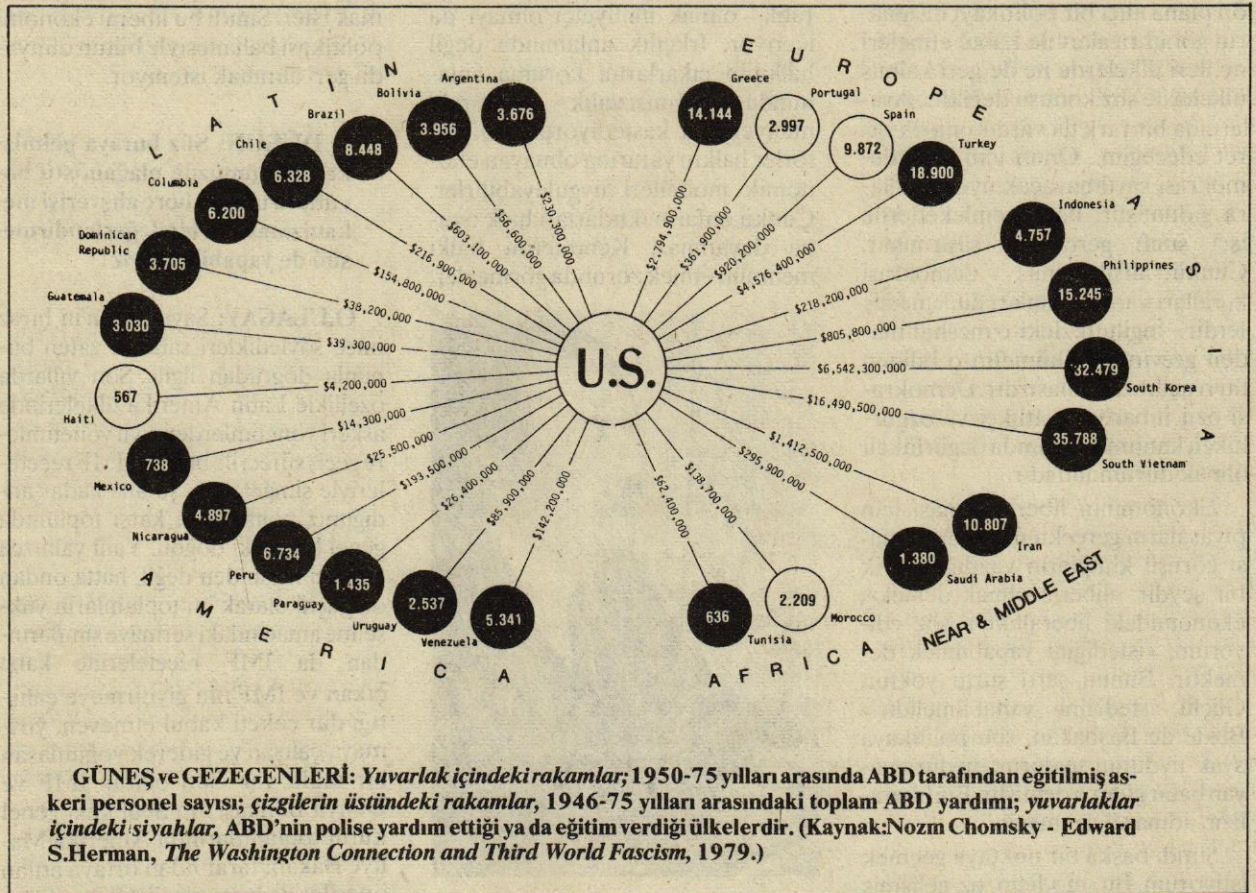 LATIN AMERICA
Argentina
3.676
$230,300,000
Bolivia
3.956
$56,600,000
Brazil
8.448
$603,100,000
Chile
6.328
$216,900,000
Columbia
6.200
$154,800,000
Dominican
Republic
3.705
$38,200,000
Guatemala
3.030
$39,300,000
Haiti
567
$4,200,000
Mexico
738
$14,300,000
Nicaragua
4.897
$25,500,000
Peru
6.734
$193,500,000
Paraguay
1.435
$26,400,000
Uruguay
2.537
$85,900,000
Venezuela
5.341
$142,200,000
U.S.
EUROPE
Greece
14.144
$2,794,900,000
Portugal
2.997
$361,900,000
Spain
9.872
$920,200,000
Turkey
18.900
$4,576,400,000
ASIA
Indonesia
4.757
$218,200,000
Philippines
15.245
$805,800,000
South Korea
32.479
$6,542,300,000
South Vietnam
35.788
$16,490,500,000
NEAR & MIDDLE EAST
Iran
10.807
$1,412,500,000
Saudi Arabia
1.380
$295,900,000
AFRICA
Morocco
2.209
$138,700,000
Tunisia
636
$62,400,000
GÜNEŞ ve GEZEGENLERİ: Yuvarlak içindeki rakamlar; 1950-75 yılları arasında ABD tarafından eğitilmiş as-
keri personel sayısı; çizgilerin üstündeki rakamlar, 1946-75 yılları arasındaki toplam ABD yardımı; yuvarlaklar
içindeki siyahlar, ABD'nin polise yardım ettiği ya da eğitim verdiği ülkelerdir. (Kaynak:Nozm Chomsky - Edward
S.Herman, The Washington Connection and Third World Fascism, 1979.)